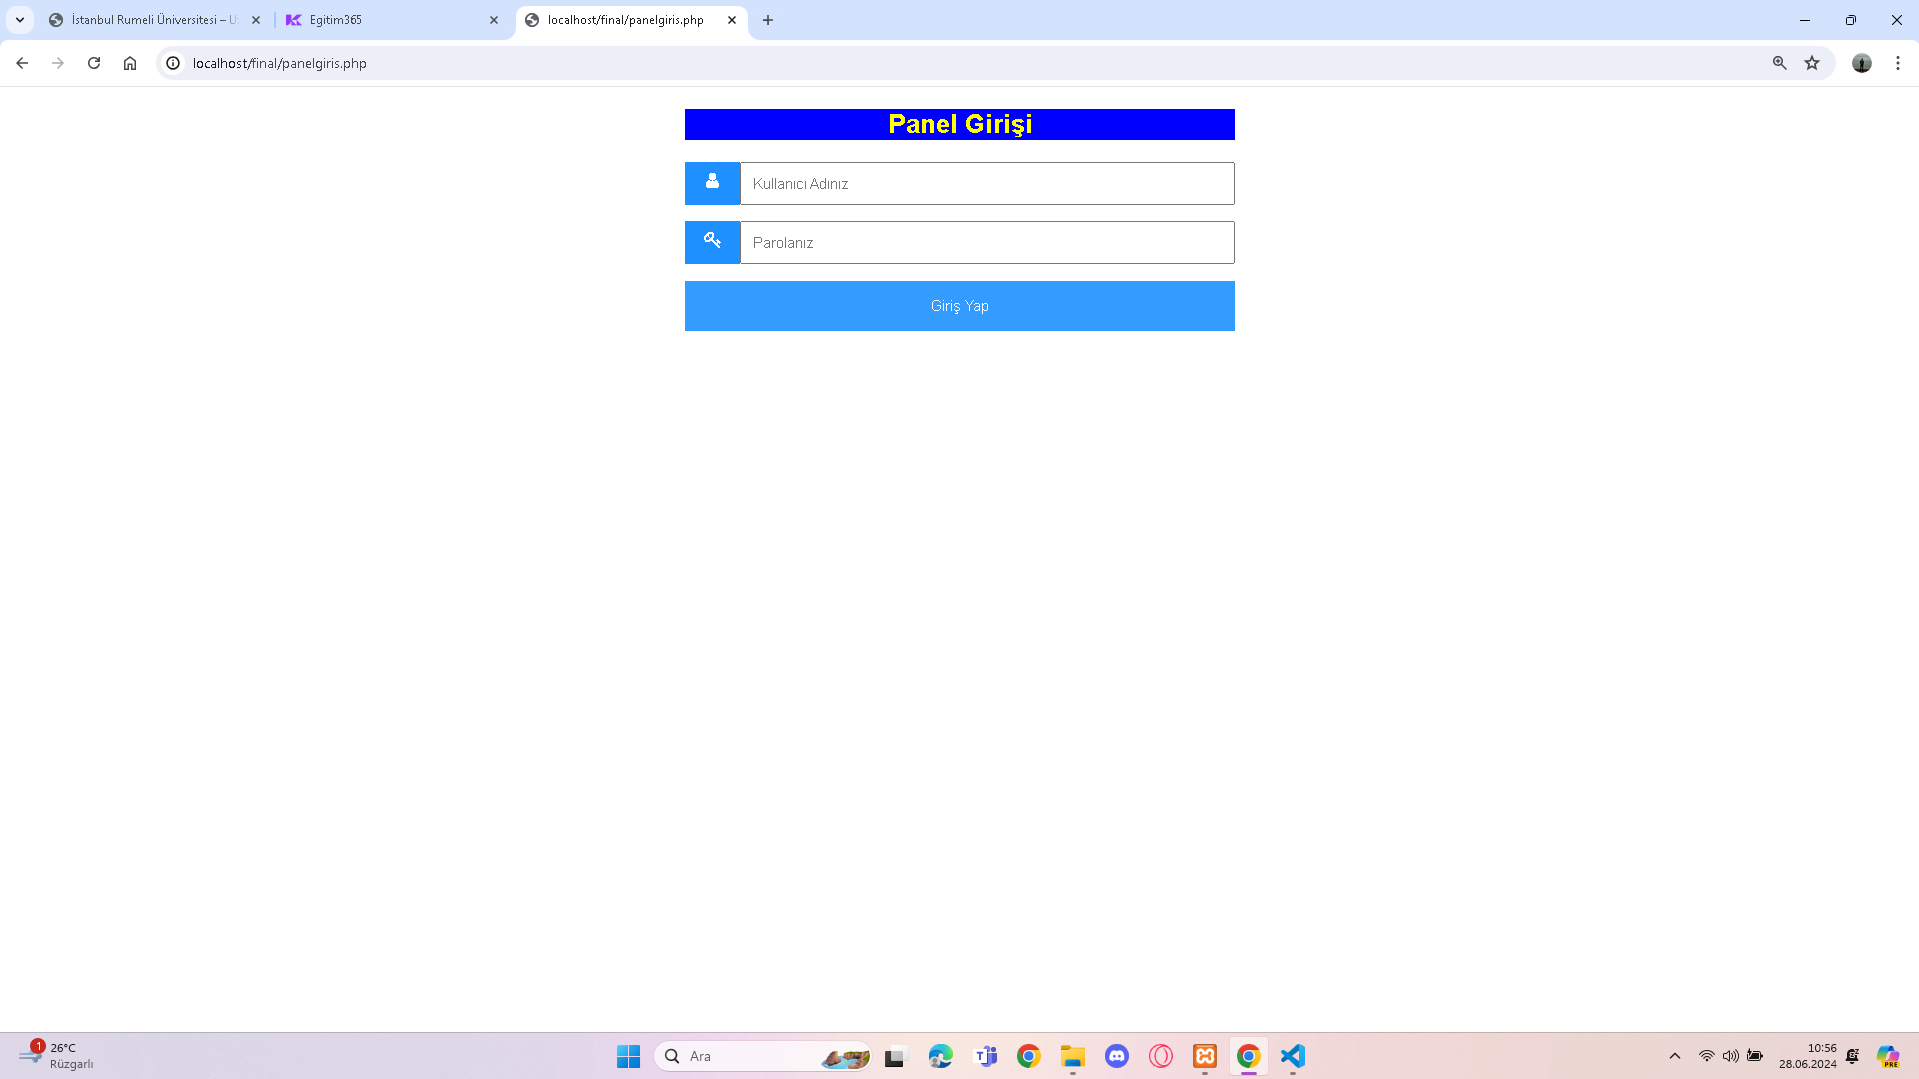 İstanbul Rumeli Üniversitesi – U
Egitim365
localhost/final/panelgiris.php
localhost/final/panelgiris.php
Panel Girişi
Kullanıcı Adınız
Parolanız
Giriş Yap
1
26°C
Rüzgarlı
Ara
10:56
28.06.2024
PRE